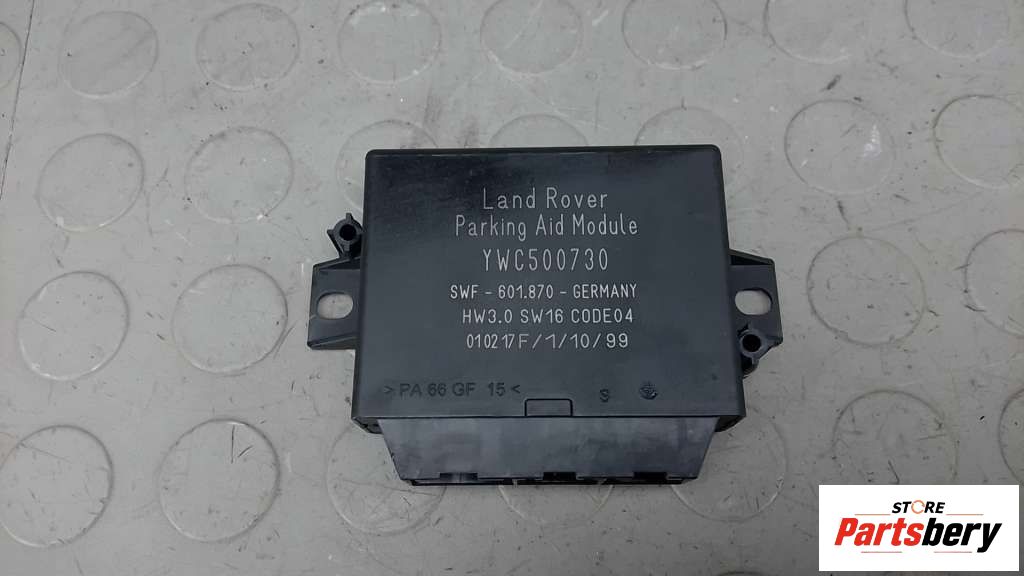 Land Rover
Parking Aid Module
YWC500730
SWF - 601.870 - GERMANY
HW3.0 SW16 CODE04
010217F/1/10/99
>PA 66 GF 15<
STORE
Partsbery